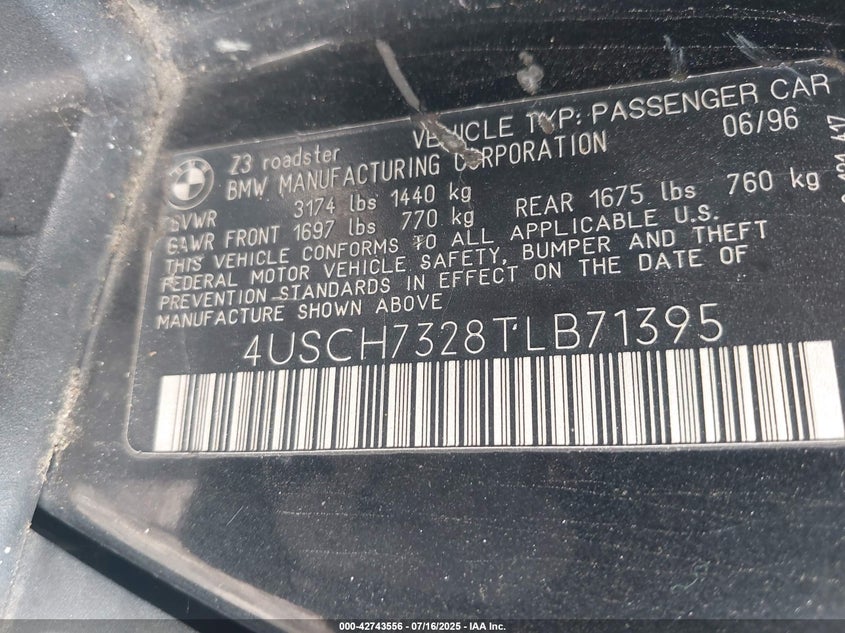 VEHICLE TYP: PASSENGER CAR
Z3 roadster
06/96
BMW MANUFACTURING CORPORATION
GVWR 3174 lbs 1440 kg
GAWR FRONT 1697 lbs 770 kg REAR 1675 lbs 760 kg
THIS VEHICLE CONFORMS TO ALL APPLICABLE U.S.
FEDERAL MOTOR VEHICLE SAFETY, BUMPER AND THEFT
PREVENTION STANDARDS IN EFFECT ON THE DATE OF
MANUFACTURE SHOWN ABOVE
4USCH7328TLB71395
000-42743556 - 07/16/2025 - IAA Inc.